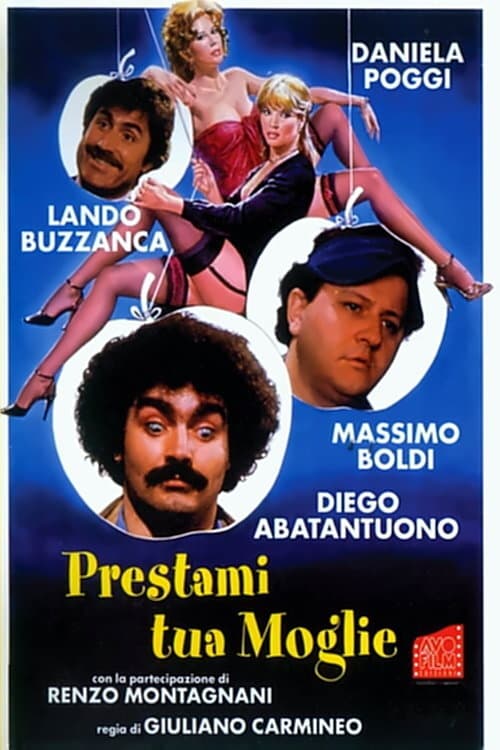 DANIELA
POGGI
LANDO
BUZZANCA
MASSIMO
BOLDI
DIEGO
ABATANTUONO
Prestami
tua Moglie
AVO
FILM
con la partecipazione di
RENZO MONTAGNANI
regia di GIULIANO CARMINEO